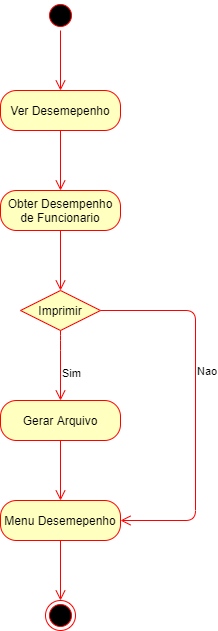 Ver Desemepenho
Obter Desempenho
de Funcionario
Imprimir
Sim
Nao
Gerar Arquivo
Menu Desemepenho